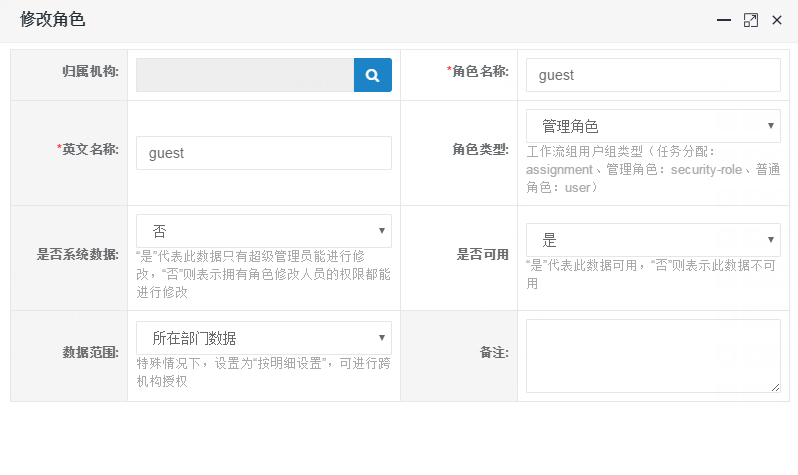 修改角色
归属机构:
*角色名称:
guest
*英文名称:
guest
角色类型:
管理角色
工作流组用户组类型（任务分配：
assignment、管理角色：security-role、普通
角色：user）
是否系统数据:
否
“是”代表此数据只有超级管理员能进行修
改，“否”则表示拥有角色修改人员的权限都能
进行修改
是否可用
是
“是”代表此数据可用，“否”则表示此数据不可
用
数据范围:
所在部门数据
特殊情况下，设置为“按明细设置”，可进行跨
机构授权
备注: